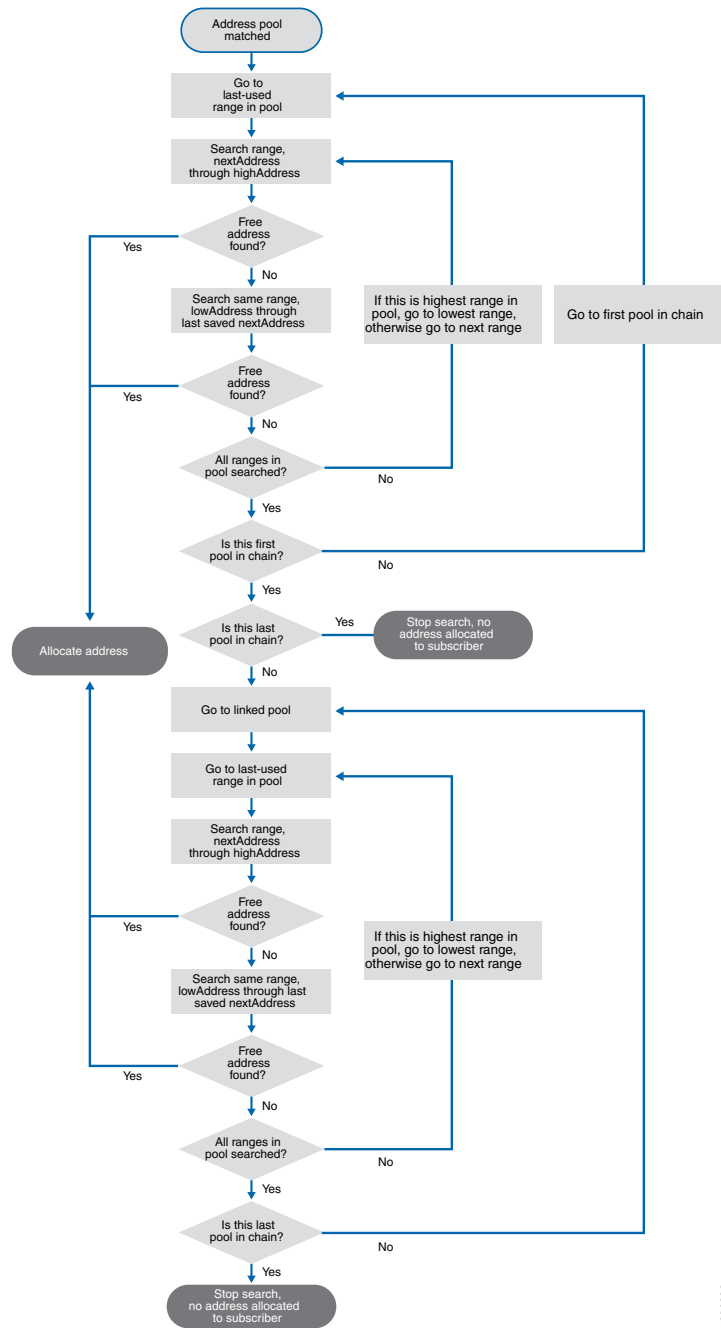 Address pool
matched
Go to
last-used
range in pool
Search range,
nextAddress
through highAddress
Free
address
found?
Yes
No
Search same range,
lowAddress through
last saved nextAddress
If this is highest range in
pool, go to lowest range,
otherwise go to next range
Go to first pool in chain
Free
address
found?
Yes
No
All ranges in
pool searched?
No
Yes
Is this first
pool in chain?
No
Yes
Is this last
pool in chain?
Yes
Stop search, no
address allocated
to subscriber
Allocate address
No
Go to linked pool
Go to last-used
range in pool
Search range,
nextAddress
through highAddress
Free
address
found?
Yes
No
If this is highest range in
pool, go to lowest range,
otherwise go to next range
Search same range,
lowAddress through last
saved nextAddress
Free
address
found?
Yes
No
All ranges in
pool searched?
No
Yes
Is this last
pool in chain?
No
Yes
Stop search,
no address allocated
to subscriber